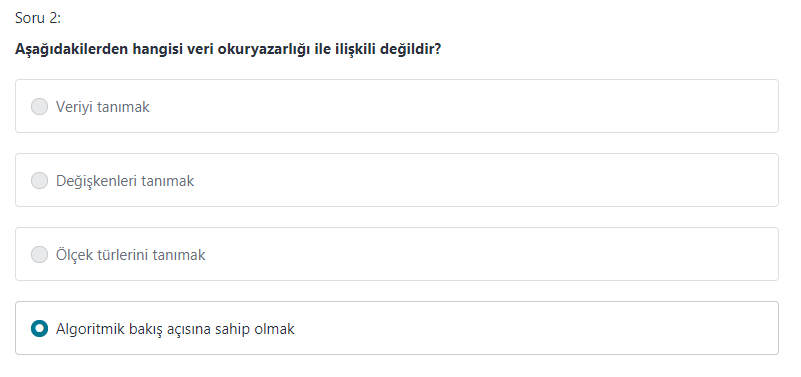 Soru 2:
Aşağıdakilerden hangisi veri okuryazarlığı ile ilişkili değildir?
Veriyi tanımak
Değişkenleri tanımak
Ölçek türlerini tanımak
Algoritmik bakış açısına sahip olmak